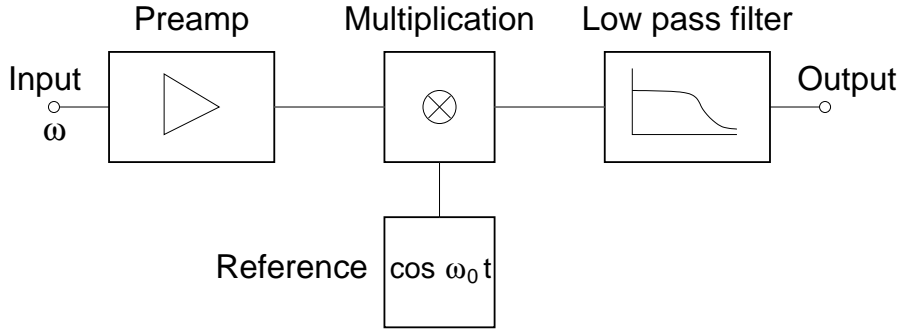 Preamp
Multiplication
Low pass filter
Input
Output
ω
Reference
cos ω₀ t